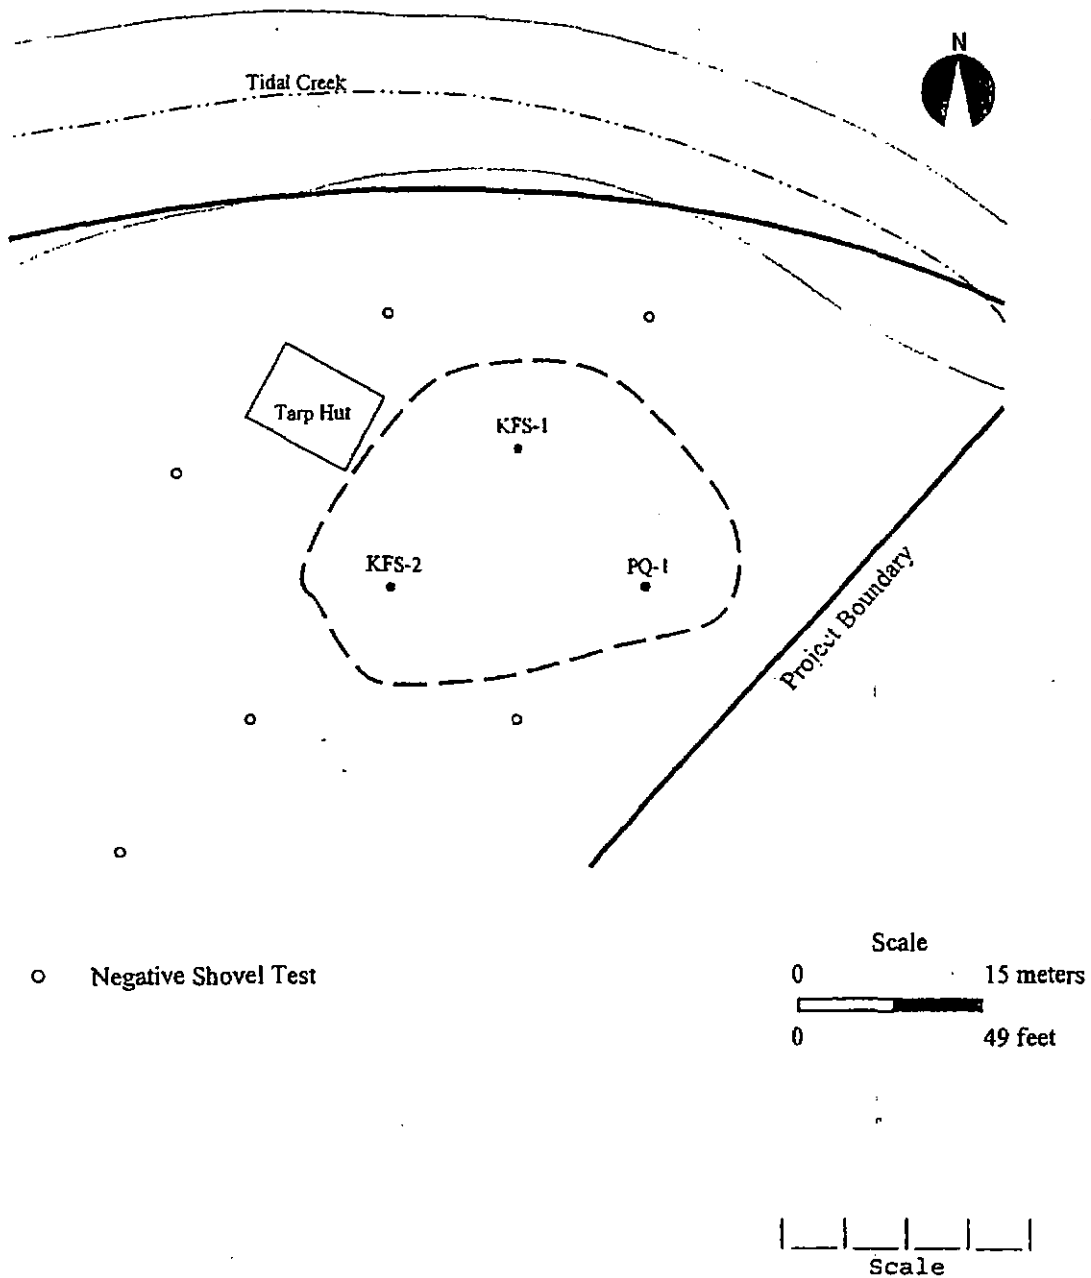 N
Tidal Creek
Tarp Hut
KFS-1
KFS-2
PQ-1
Project Boundary
Negative Shovel Test
Scale
0 15 meters
0 49 feet
Scale